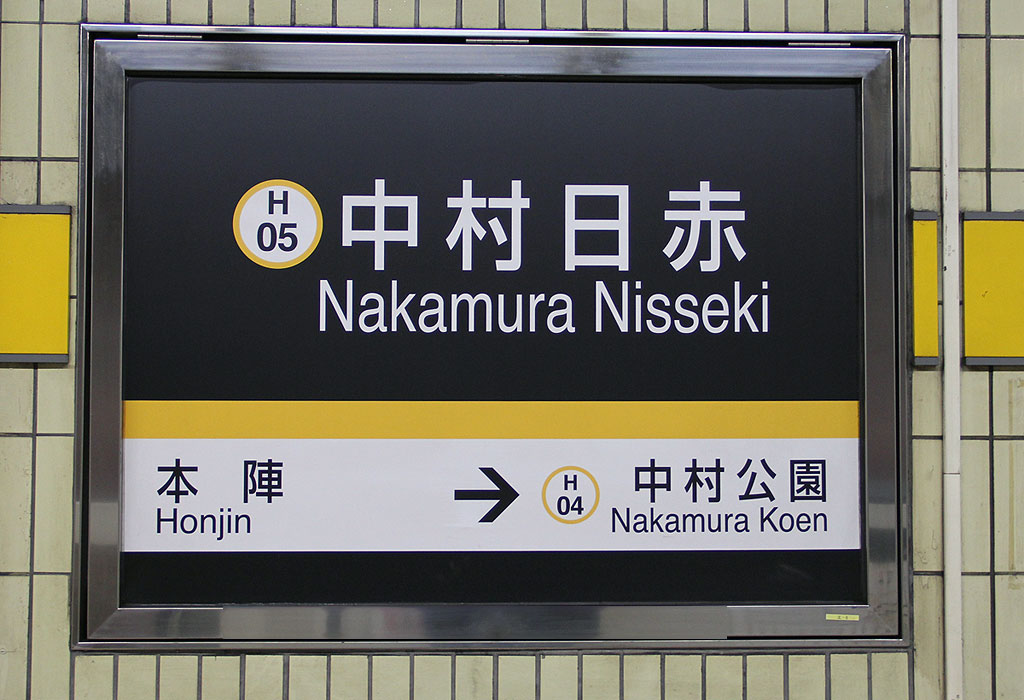 H
05
中村日赤
Nakamura Nisseki
本陣
Honjin
→
H
04
中村公園
Nakamura Koen